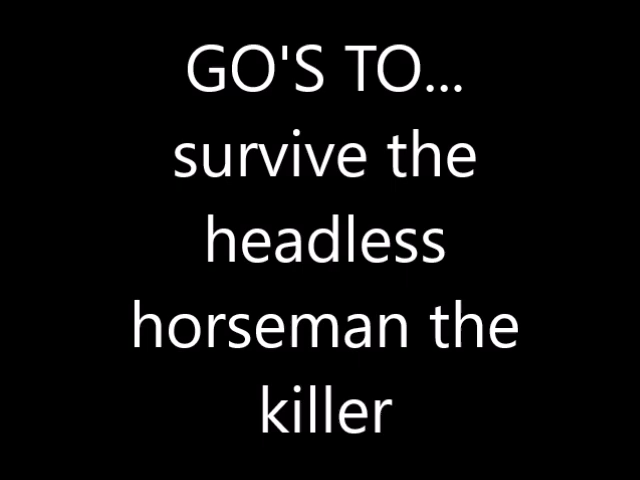 GO'S TO...
survive the
headless
horseman the
killer